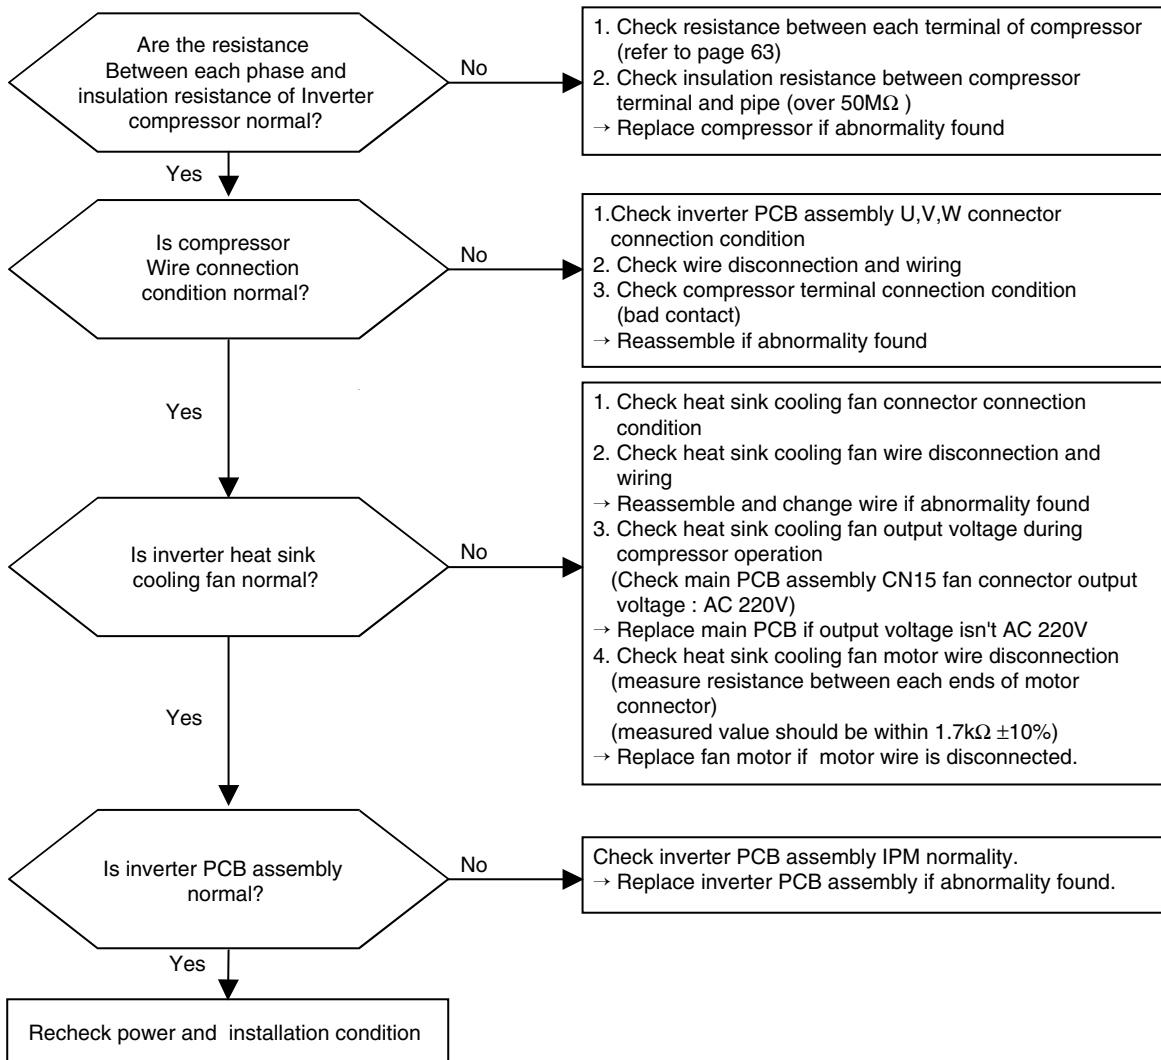 Are the resistance
Between each phase and
insulation resistance of Inverter
compressor normal?
No
1. Check resistance between each terminal of compressor
(refer to page 63)
2. Check insulation resistance between compressor
terminal and pipe (over 50MΩ )
→ Replace compressor if abnormality found
Yes
Is compressor
Wire connection
condition normal?
No
1.Check inverter PCB assembly U,V,W connector
connection condition
2. Check wire disconnection and wiring
3. Check compressor terminal connection condition
(bad contact)
→ Reassemble if abnormality found
Yes
Is inverter heat sink
cooling fan normal?
No
1. Check heat sink cooling fan connector connection
condition
2. Check heat sink cooling fan wire disconnection and
wiring
→ Reassemble and change wire if abnormality found
3. Check heat sink cooling fan output voltage during
compressor operation
(Check main PCB assembly CN15 fan connector output
voltage : AC 220V)
→ Replace main PCB if output voltage isn't AC 220V
4. Check heat sink cooling fan motor wire disconnection
(measure resistance between each ends of motor
connector)
(measured value should be within 1.7kΩ ±10%)
→ Replace fan motor if motor wire is disconnected.
Yes
Is inverter PCB assembly
normal?
No
Check inverter PCB assembly IPM normality.
→ Replace inverter PCB assembly if abnormality found.
Yes
Recheck power and installation condition